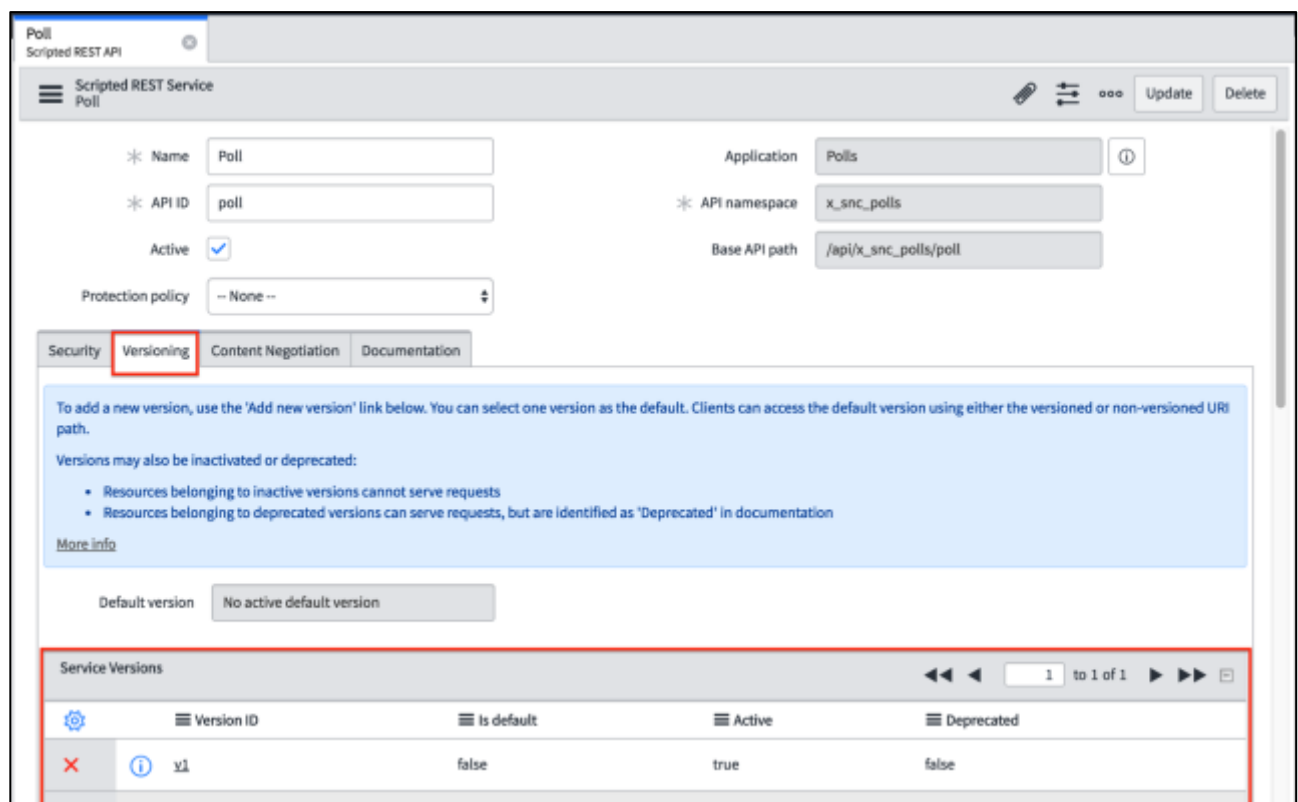 Poll
Scripted REST API
Scripted REST Service
Poll
Update
Delete
Name
Poll
Application
Polls
API ID
poll
API namespace
x_snc_polls
Active
Base API path
/api/x_snc_polls/poll
Protection policy
-- None --
Security
Versioning
Content Negotiation
Documentation
To add a new version, use the 'Add new version' link below. You can select one version as the default. Clients can access the default version using either the versioned or non-versioned URI
path.
Versions may also be inactivated or deprecated:
• Resources belonging to inactive versions cannot serve requests
• Resources belonging to deprecated versions can serve requests, but are identified as 'Deprecated' in documentation
More info
Default version
No active default version
Service Versions
1 to 1 of 1
Version ID
Is default
Active
Deprecated
v1
false
true
false